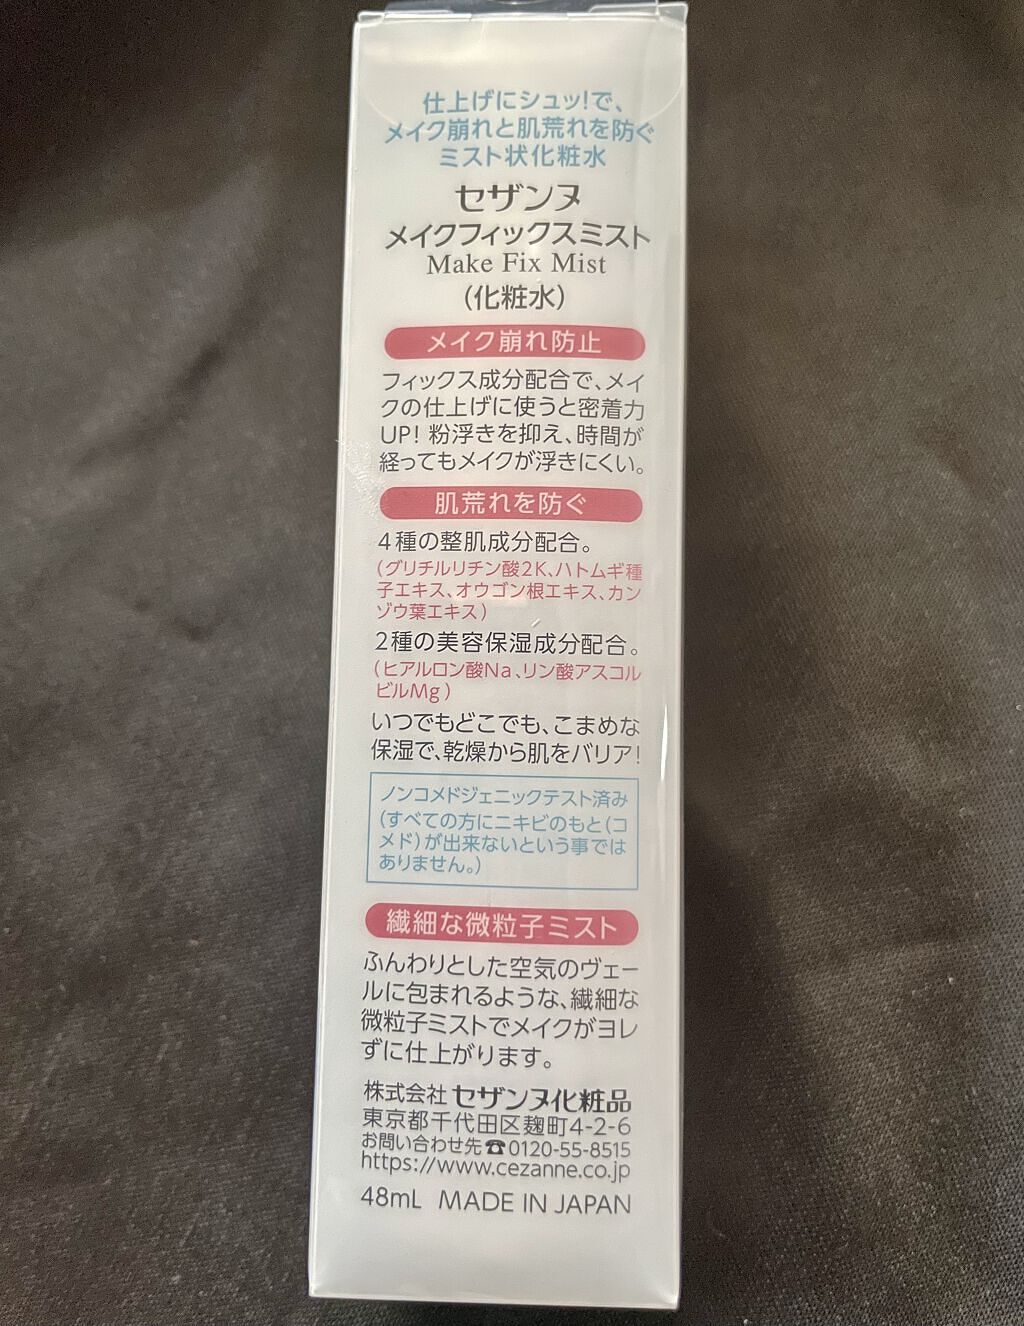 仕上げにシュッ!で、
メイク崩れと肌荒れを防ぐ
ミスト状化粧水
セザンヌ
メイクフィックスミスト
Make Fix Mist
(化粧水)
メイク崩れ防止
フィックス成分配合で、メイ
クの仕上げに使うと密着力
UP! 粉浮きを抑え、時間が
経ってもメイクが浮きにくい。
肌荒れを防ぐ
4種の整肌成分配合。
(グリチルリチン酸2K、ハトムギ種
子エキス、オウゴン根エキス、カン
ゾウ葉エキス)
2種の美容保湿成分配合。
(ヒアルロン酸Na、リン酸アスコル
ビルMg)
いつでもどこでも、こまめな
保湿で、乾燥から肌をバリア!
ノンコメドジェニックテスト済み
(すべての方にニキビのもと(コ
メド)が出来ないという事では
ありません。)
繊細な微粒子ミスト
ふんわりとした空気のヴェー
ルに包まれるような、繊細な
微粒子ミストでメイクがヨレ
ずに仕上がります。
株式会社 セザンヌ化粧品
東京都千代田区麹町4-2-6
お問い合わせ先☎0120-55-8515
https://www.cezanne.co.jp
48mL MADE IN JAPAN